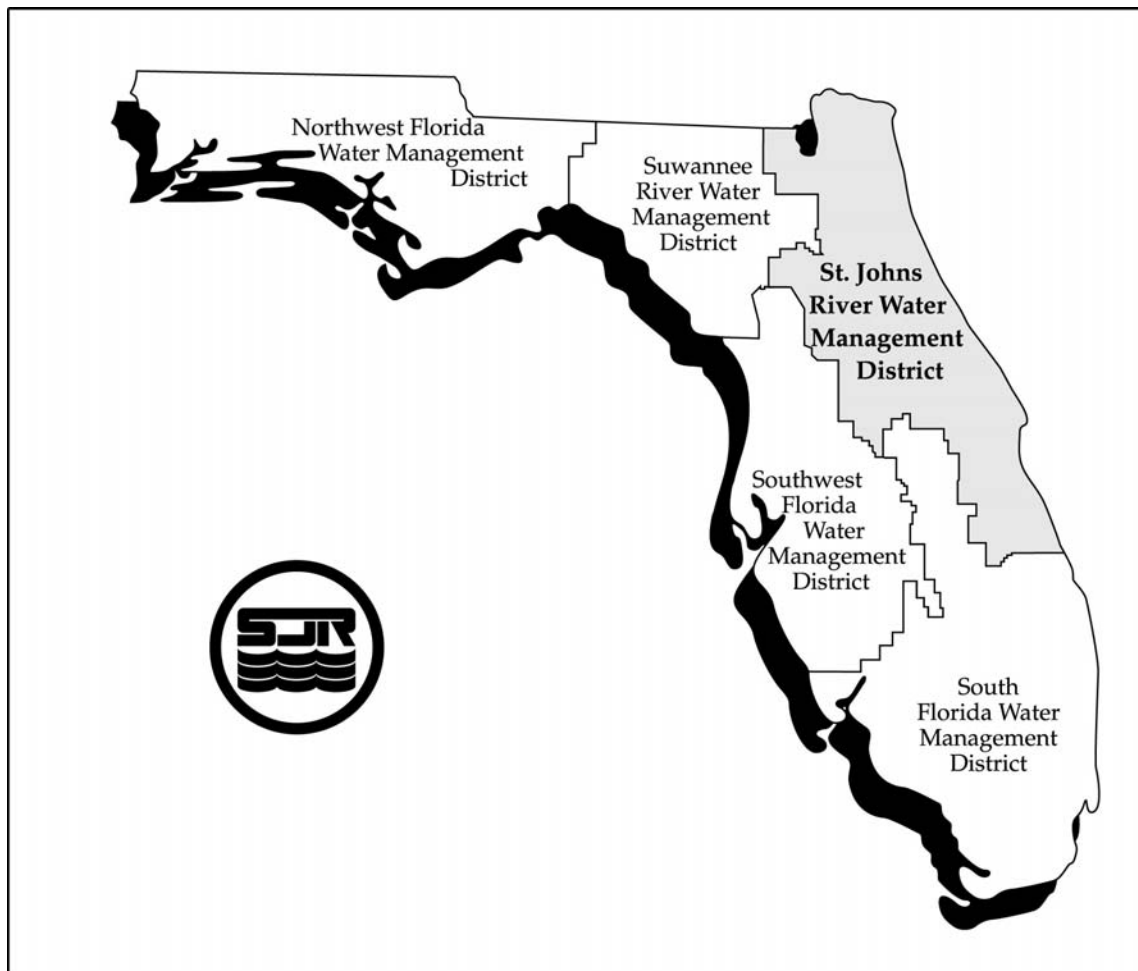 Northwest Florida
Water Management
District
Suwannee
River Water
Management
District
St. Johns
River Water
Management
District
Southwest
Florida
Water
Management
District
SJR
South
Florida Water
Management
District